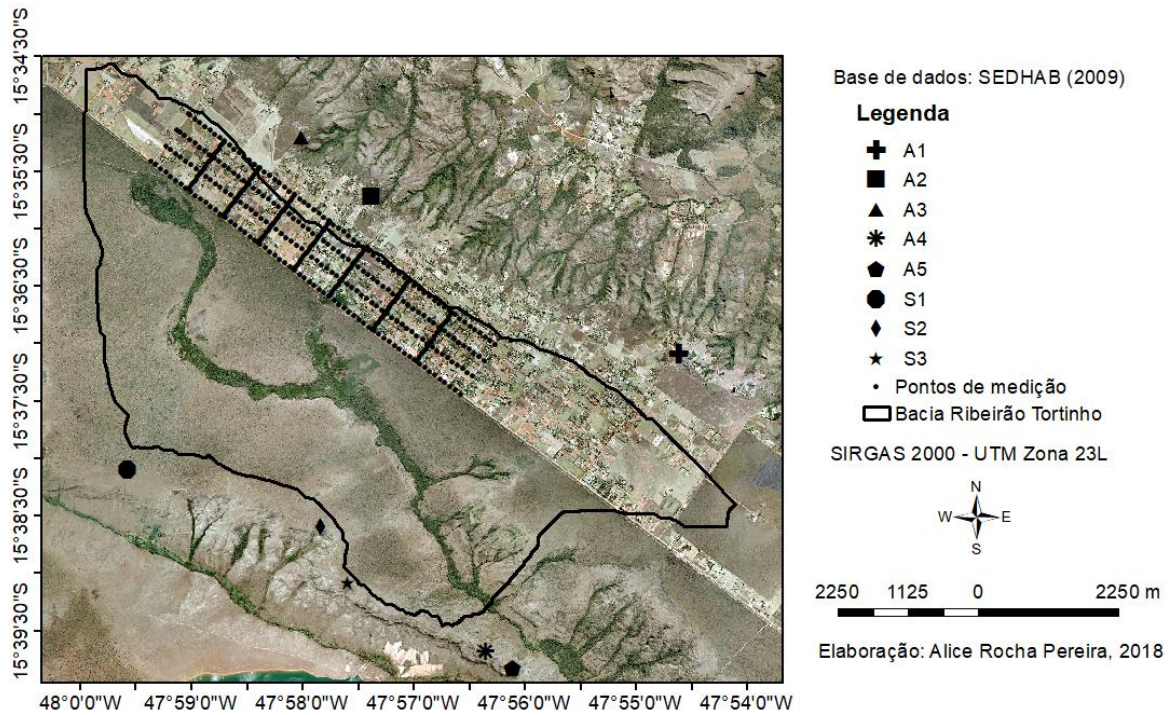 15°34'30"S
15°35'30"S
15°36'30"S
15°37'30"S
15°38'30"S
15°39'30"S
48°0'0"W 47°59'0"W 47°58'0"W 47°57'0"W 47°56'0"W 47°55'0"W 47°54'0"W
Base de dados: SEDHAB (2009)
Legenda
A1
A2
A3
A4
A5
S1
S2
S3
Pontos de medição
Bacia Ribeirão Tortinho
SIRGAS 2000 - UTM Zona 23L
N
W E
S
2250 1125 0 2250 m
Elaboração: Alice Rocha Pereira, 2018